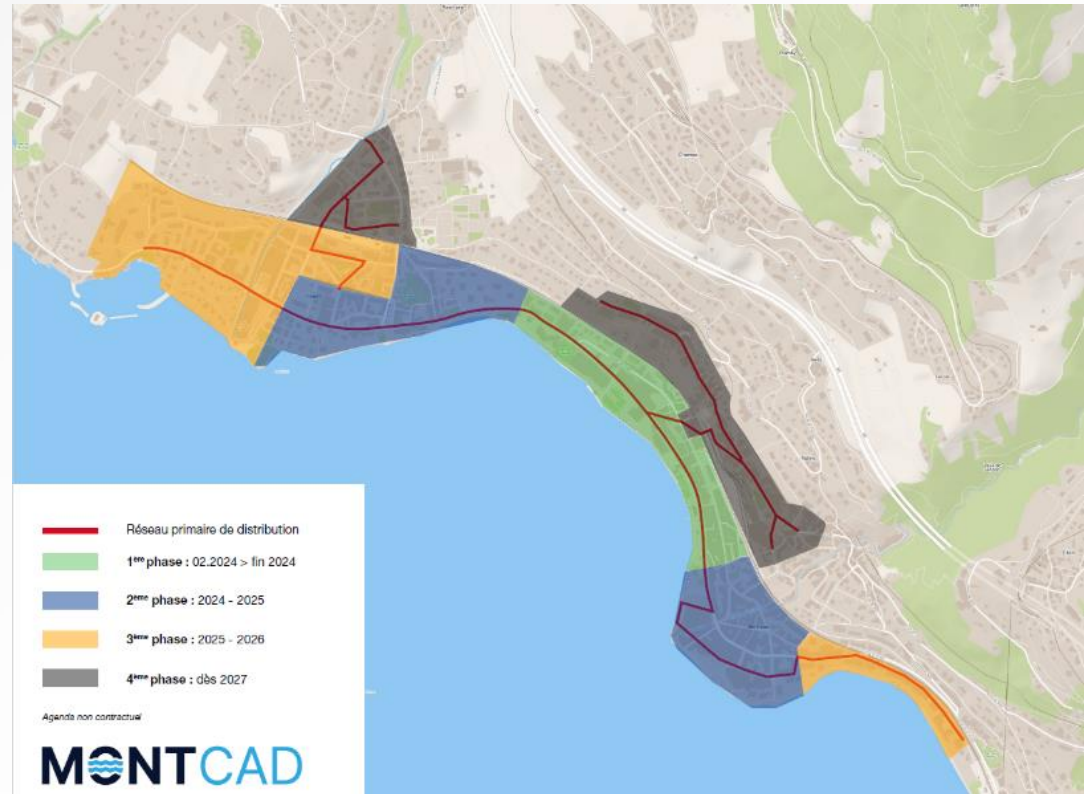 Réseau primaire de distribution
1ère phase : 02.2024 > fin 2024
2ème phase : 2024 - 2025
3ème phase : 2025 - 2026
4ème phase : dès 2027
Agenda non contractuel
MONTCAD